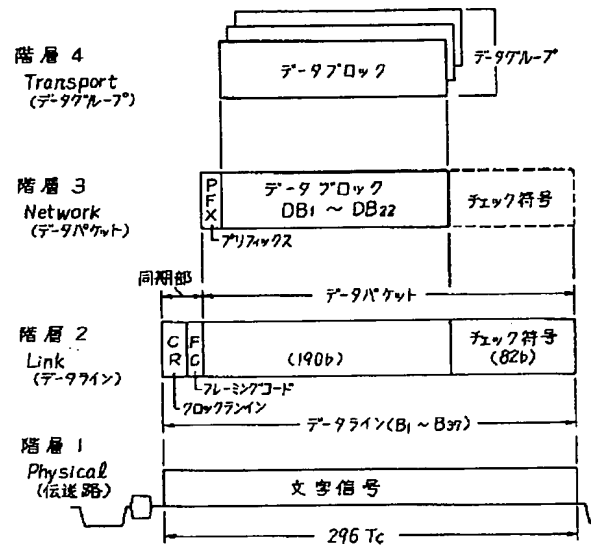 階層4
Transport
(データグループ)
データブロック
データグループ
階層3
Network
(データパケット)
PFX
データブロック
DB1 ~ DB22
チェック符号
プリフィックス
同期部
データパケット
階層2
Link
(データライン)
CR
FC
(190b)
チェック符号
(82b)
フレーミングコード
クロックランイン
データライン(B1~B37)
階層1
Physical
(伝送路)
文字信号
296Tc